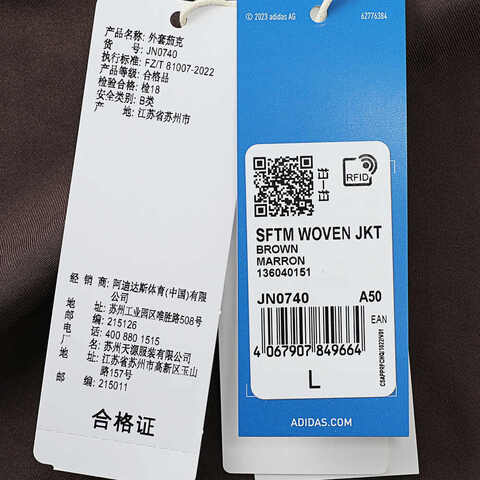 产品名称: 外套茄克
货 号: JN0740
执行标准: FZ/T 81007-2022
产品等级: 合格品
检验合格: 检18
安全类别: B类
产 地: 江苏省苏州市
经 销 商: 阿迪达斯体育(中国)有限公司
地 址: 苏州工业园区唯胜路508号
邮 编: 215126
电 话: 400 880 1515
厂 名: 苏州天源服装有限公司
地 址: 江苏省苏州市高新区玉山路157号
邮 编: 215011
合格证
© 2023 adidas AG
62776384
RFID
SFTM WOVEN JKT
BROWN
MARRON
136040151
JN0740 A50
EAN
4 067907 849664
L
ADIDAS.COM